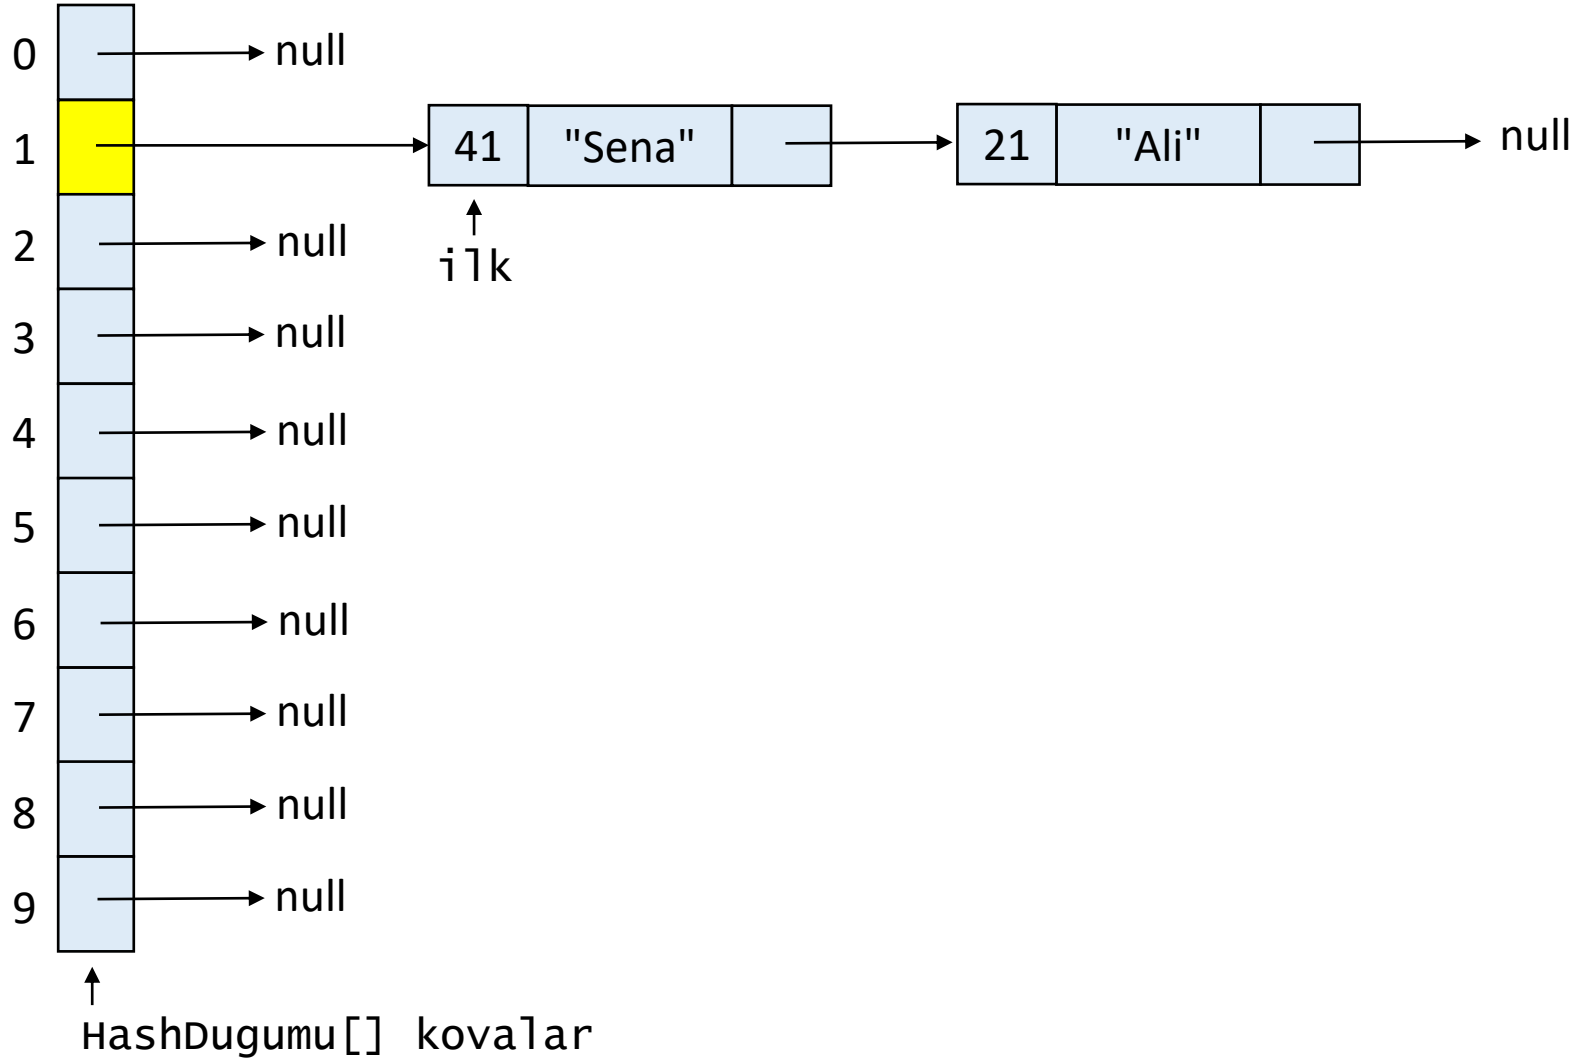 0 null
1 41 "Sena" 21 "Ali" null
2 null
ilk
3 null
4 null
5 null
6 null
7 null
8 null
9 null
HashDugumu[] kovalar